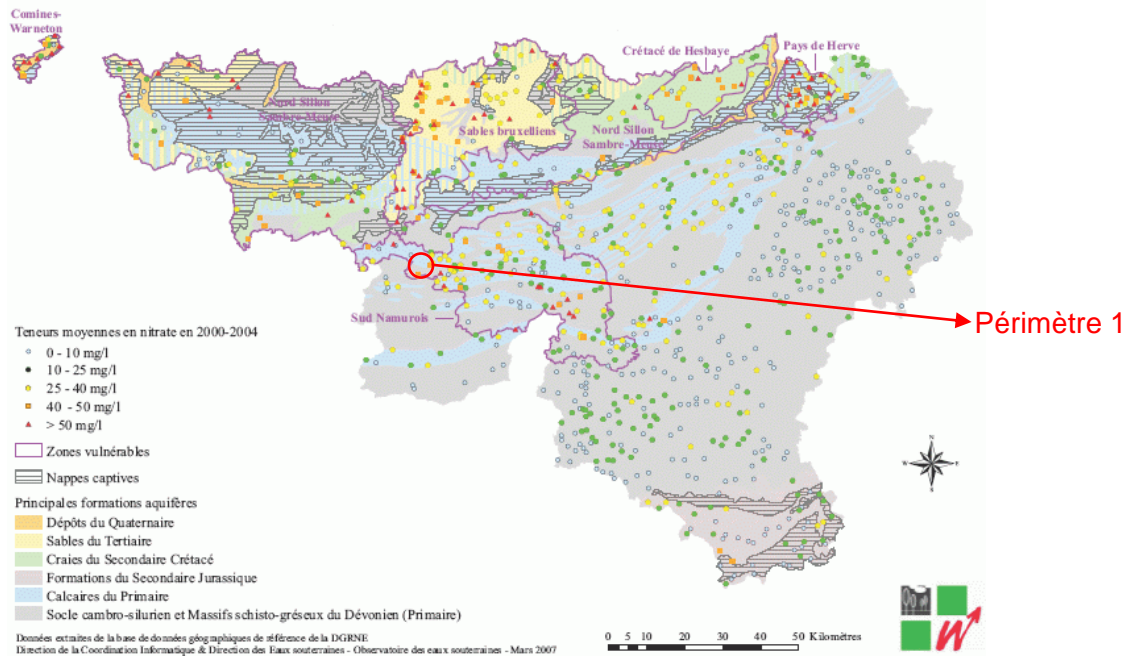 Comines-
Warneton
Crétacé de Hesbaye
Pays de Herve
Nord Sillon
Sambre-Meuse
Sables bruxelliens
Nord Sillon
Sambre-Meuse
Périmètre 1
Sud Namurois
Teneurs moyennes en nitrate en 2000-2004
0 - 10 mg/l
10 - 25 mg/l
25 - 40 mg/l
40 - 50 mg/l
> 50 mg/l
Zones vulnérables
Nappes captives
Principales formations aquifères
Dépôts du Quaternaire
Sables du Tertiaire
Craies du Secondaire Crétacé
Formations du Secondaire Jurassique
Calcaires du Primaire
Socle cambro-silurien et Massifs schisto-gréseux du Dévonien (Primaire)
N
W E
S
Données extraites de la base de données géographiques de référence de la DGRNE
Direction de la Coordination Informatique & Direction des Eaux souterraines - Observatoire des eaux souterraines - Mars 2007
0 5 10 20 30 40 50 Kilomètres
W